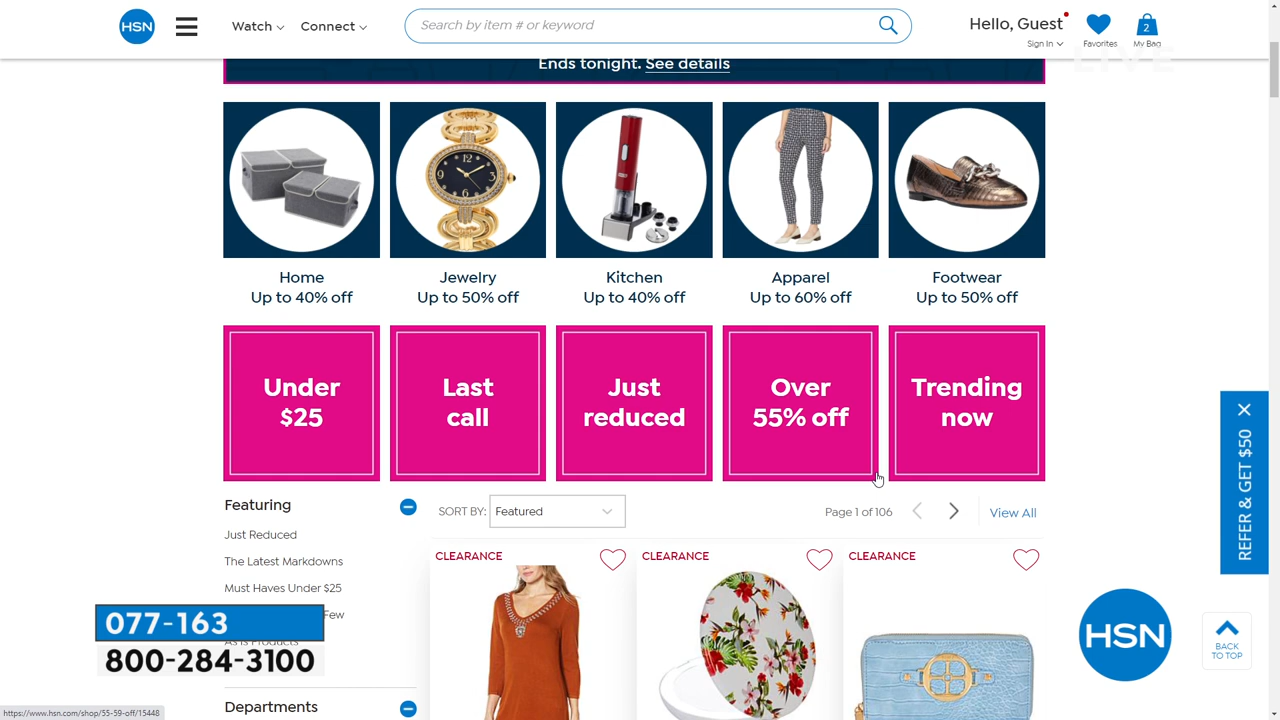 HSN
Watch
Connect
Search by item # or keyword
Hello, Guest
Sign In
Favorites
2
My Bag
LIVE
Ends tonight. See details
Home
Up to 40% off
Jewelry
Up to 50% off
Kitchen
Up to 40% off
Apparel
Up to 60% off
Footwear
Up to 50% off
Under
$25
Last
call
Just
reduced
Over
55% off
Trending
now
REFER & GET $50
Featuring
SORT BY:
Featured
Page 1 of 106
View All
Just Reduced
The Latest Markdowns
Must Haves Under $25
Few
As Is Products
CLEARANCE
CLEARANCE
CLEARANCE
077-163
800-284-3100
HSN
BACK
TO TOP
Departments
https://www.hsn.com/shop/55-59-off/15448